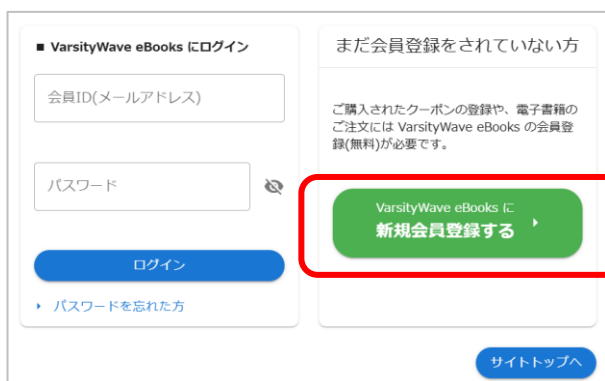 ■ VarsityWave eBooks にログイン
会員ID(メールアドレス)
パスワード
ログイン
パスワードを忘れた方
まだ会員登録をされていない方
ご購入されたクーポンの登録や、電子書籍の
ご注文には VarsityWave eBooks の会員登
録(無料)が必要です。
VarsityWave eBooks に
新規会員登録する
サイトトップへ